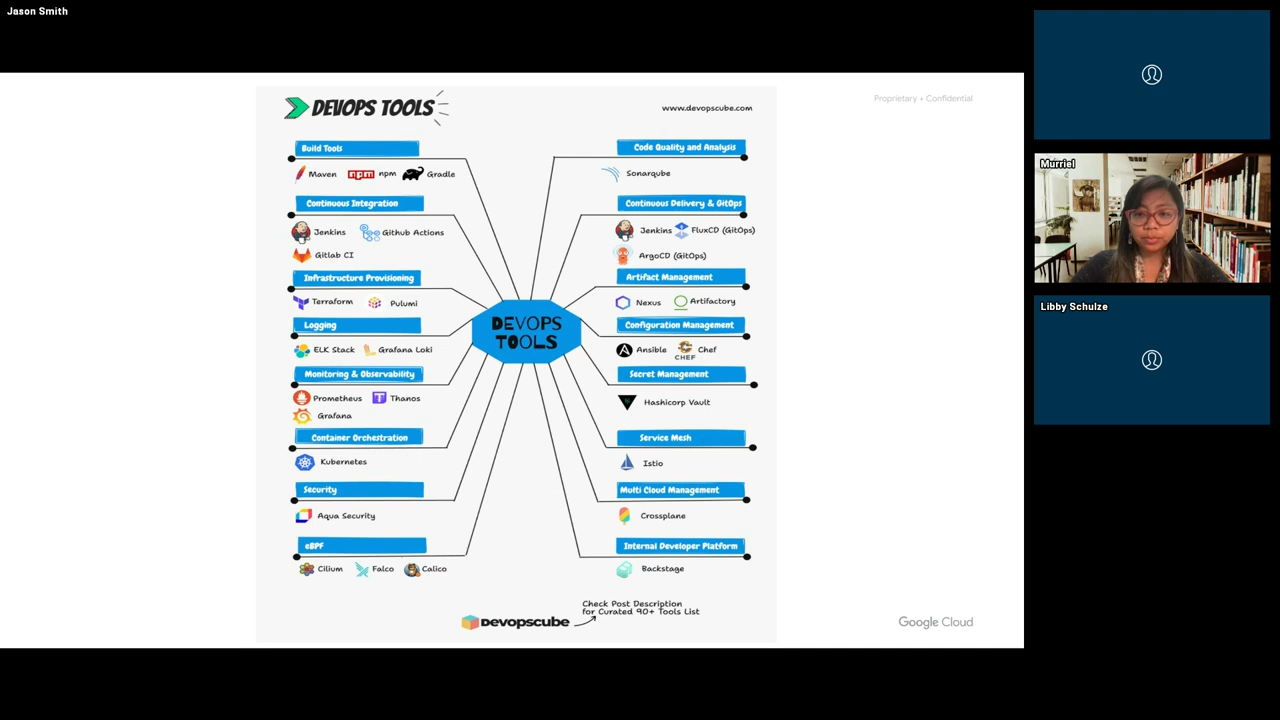 Jason Smith
Proprietary + Confidential
DEVOPS TOOLS
www.devopscube.com
Build Tools
Maven npm npm Gradle
Continuous Integration
Jenkins Github Actions
Gitlab CI
Infrastructure Provisioning
Terraform Pulumi
Logging
ELK Stack Grafana Loki
Monitoring & Observability
Prometheus Thanos
Grafana
Container Orchestration
Kubernetes
Security
Aqua Security
eBPF
Cilium Falco Calico
DEVOPS
TOOLS
Code Quality and Analysis
Sonarqube
Continuous Delivery & GitOps
Jenkins FluxCD (GitOps)
ArgoCD (GitOps)
Artifact Management
Nexus Artifactory
Configuration Management
Ansible CHEF Chef
Secret Management
Hashicorp Vault
Service Mesh
Istio
Multi Cloud Management
Crossplane
Internal Developer Platform
Backstage
Check Post Description
for Curated 90+ Tools List
Devopscube
Google Cloud
Murriel
Libby Schulze